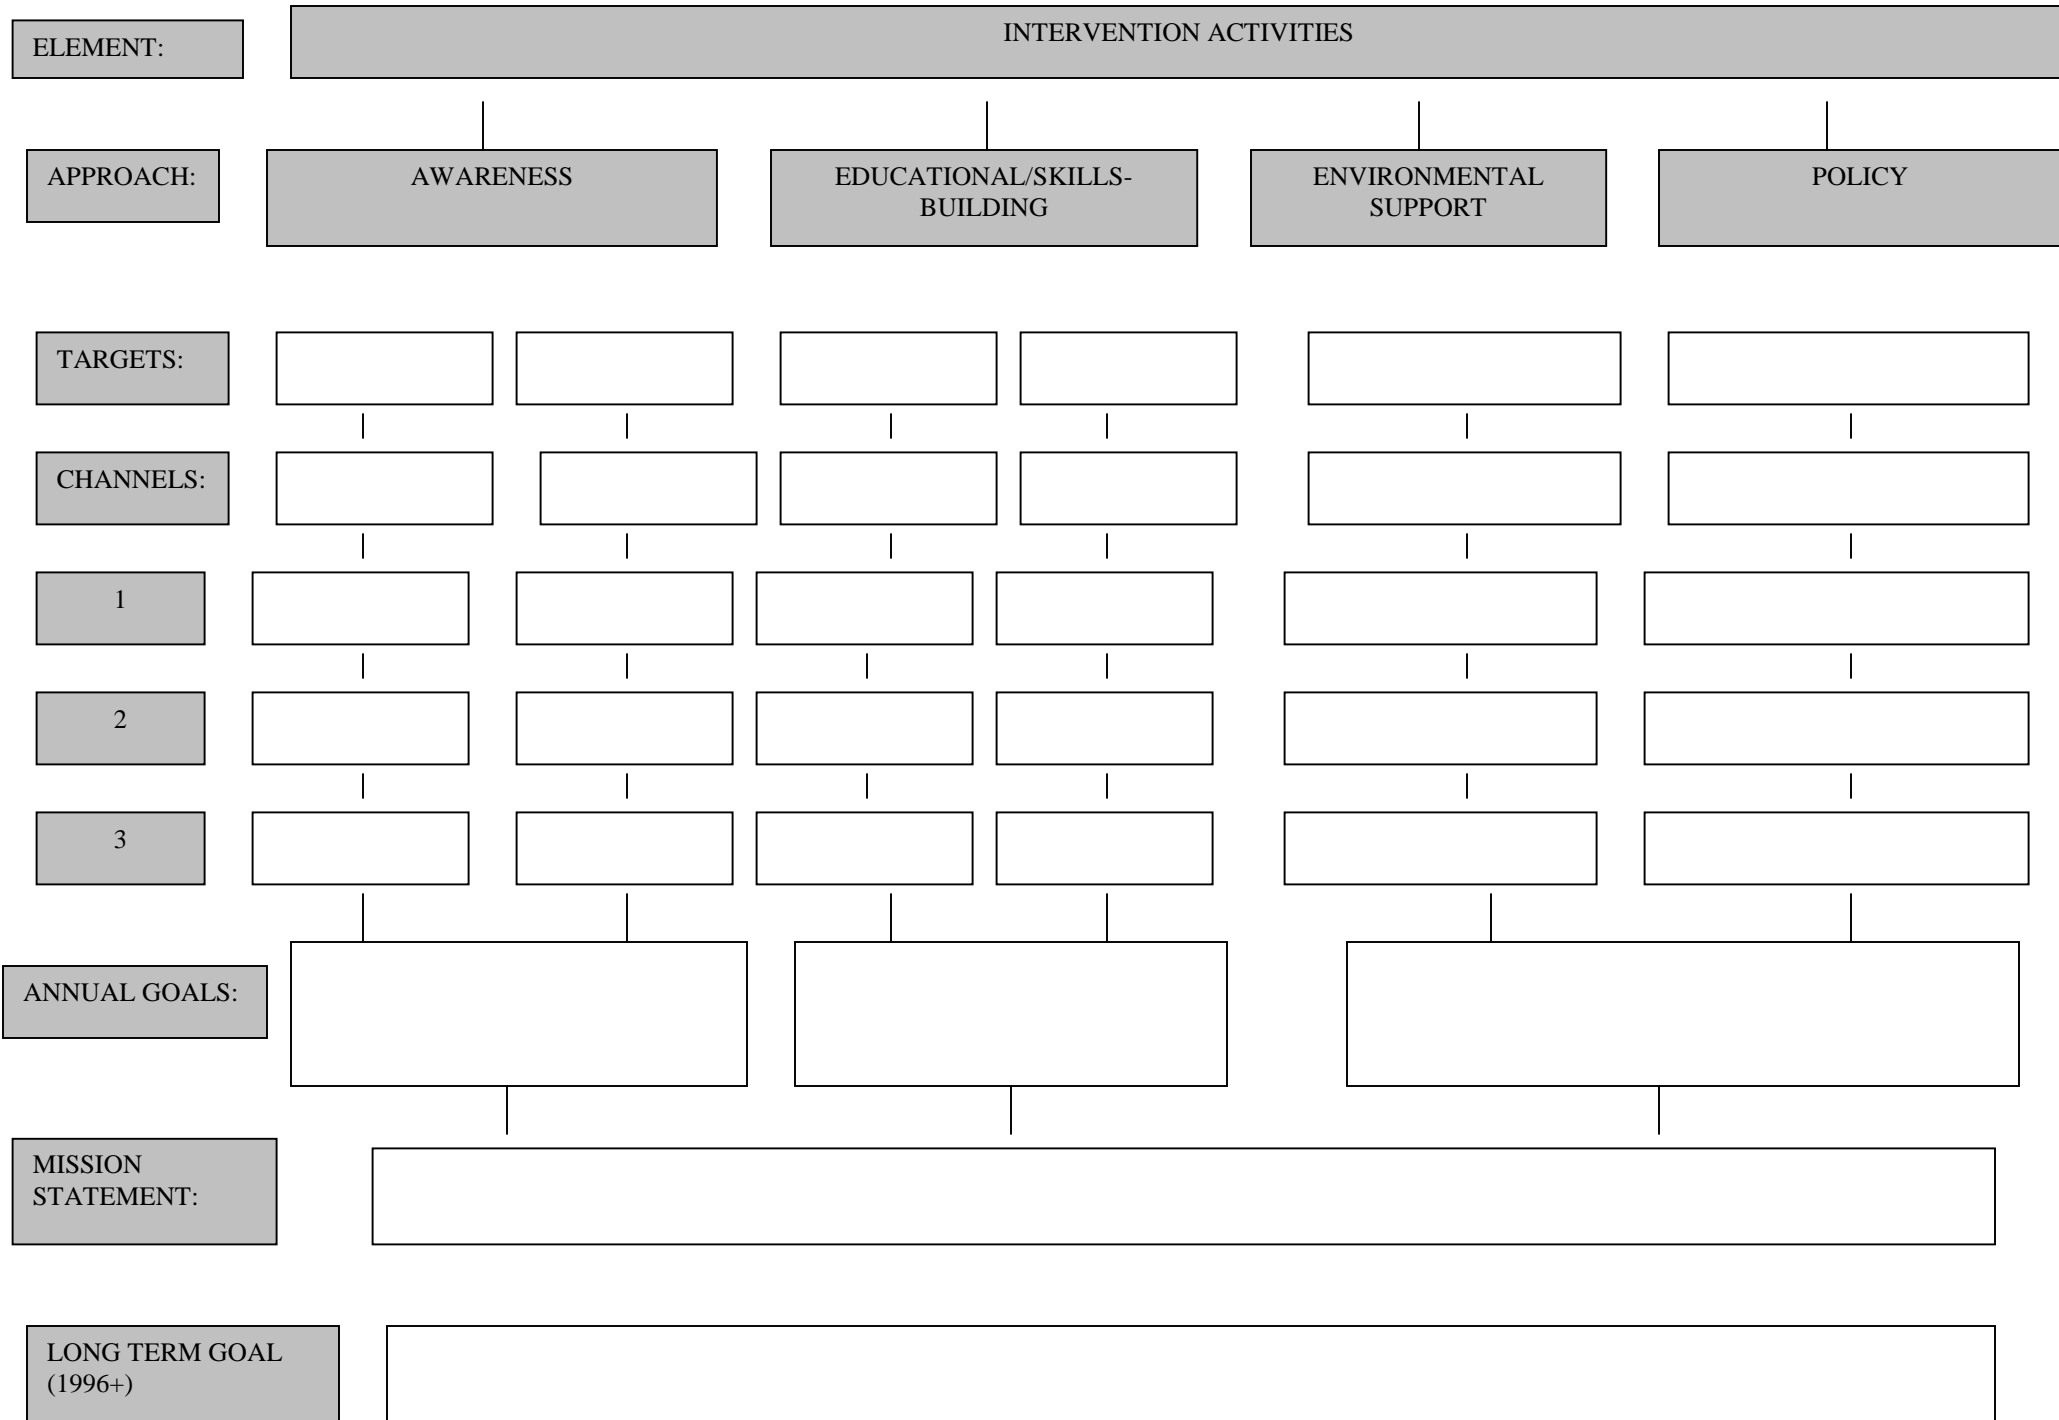 ELEMENT:
INTERVENTION ACTIVITIES
APPROACH:
AWARENESS
EDUCATIONAL/SKILLS-
BUILDING
ENVIRONMENTAL
SUPPORT
POLICY
TARGETS:
CHANNELS:
1
2
3
ANNUAL GOALS:
MISSION
STATEMENT:
LONG TERM GOAL
(1996+)